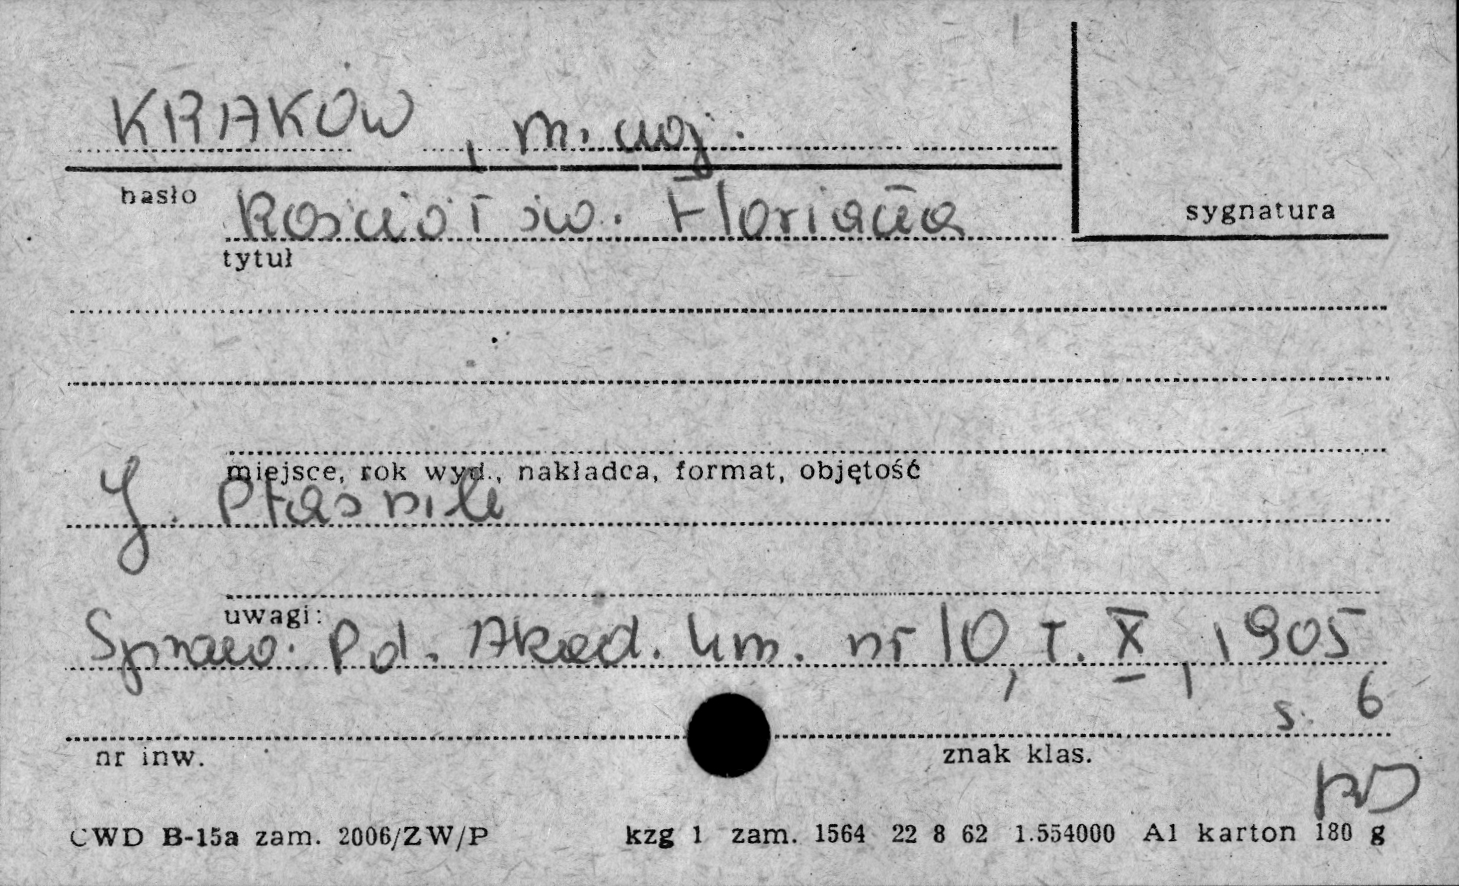 KRAKÓW, m. woj.
hasło
Kościół św. Floriana
sygnatura
tytuł
miejsce, rok wyd., nakładca, format, objętość
J. Ptaśnik
uwagi:
Spraw. Pol. Akad. Um. nr 10, T. X, 1905
s. 6
nr inw.
znak klas.
CWD B-15a zam. 2006/ZW/P kzg 1 zam. 1564 22 8 62 1.554000 A1 karton 180 g